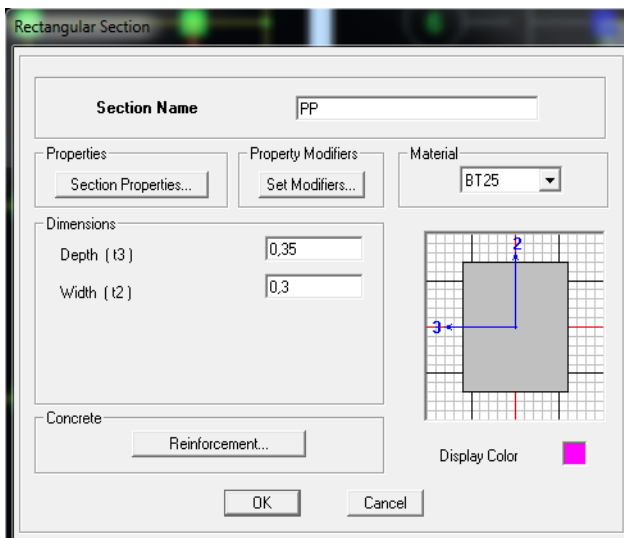 Rectangular Section
Section Name PP
Properties Property Modifiers Material
Section Properties... Set Modifiers... BT25
Dimensions
Depth ( t3 ) 0,35
Width ( t2 ) 0,3
2
3
Concrete
Reinforcement...
Display Color
OK Cancel